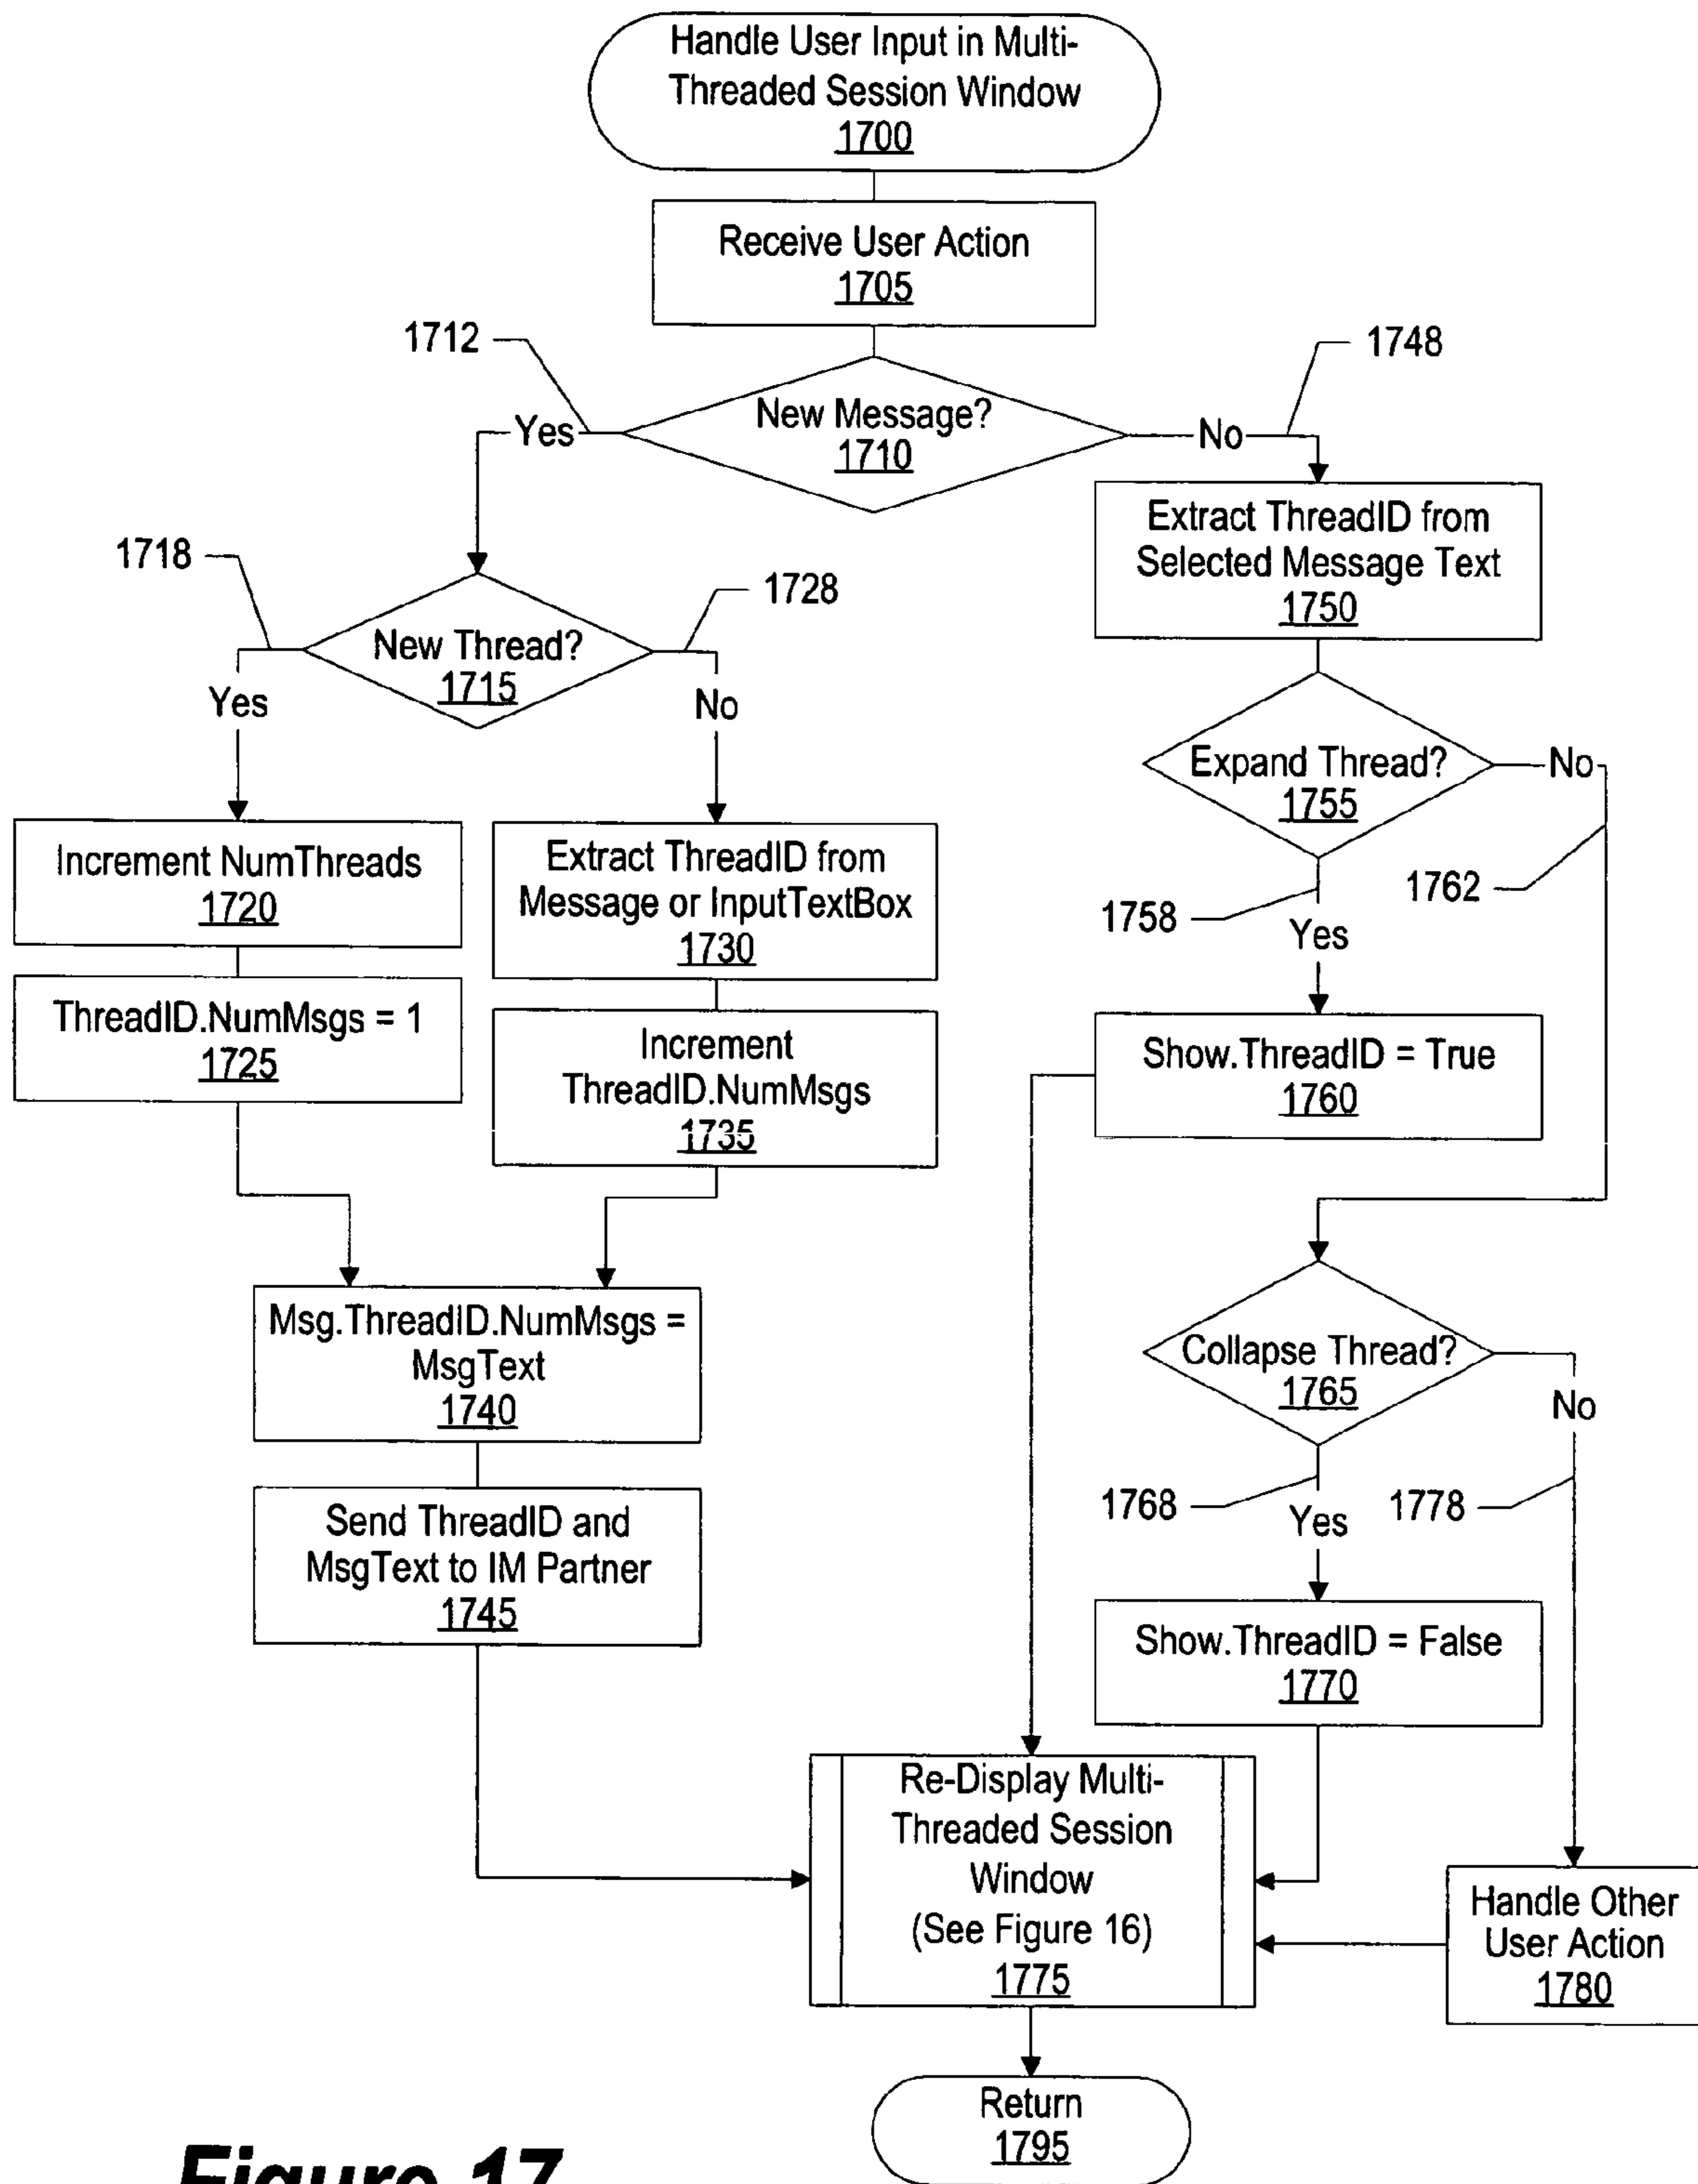 Handle User Input in Multi-
Threaded Session Window
1700
Receive User Action
1705
1712
1748
New Message?
1710
Yes
No
Extract ThreadID from
Selected Message Text
1750
1718
1728
New Thread?
1715
Yes
No
Expand Thread?
1755
No
1762
1758
Yes
Increment NumThreads
1720
Extract ThreadID from
Message or InputTextBox
1730
ThreadID.NumMsgs = 1
1725
Increment
ThreadID.NumMsgs
1735
Show.ThreadID = True
1760
Msg.ThreadID.NumMsgs =
MsgText
1740
Collapse Thread?
1765
No
1768
Yes
1778
Send ThreadID and
MsgText to IM Partner
1745
Show.ThreadID = False
1770
Re-Display Multi-
Threaded Session
Window
(See Figure 16)
1775
Handle Other
User Action
1780
Return
1795
Figure 17